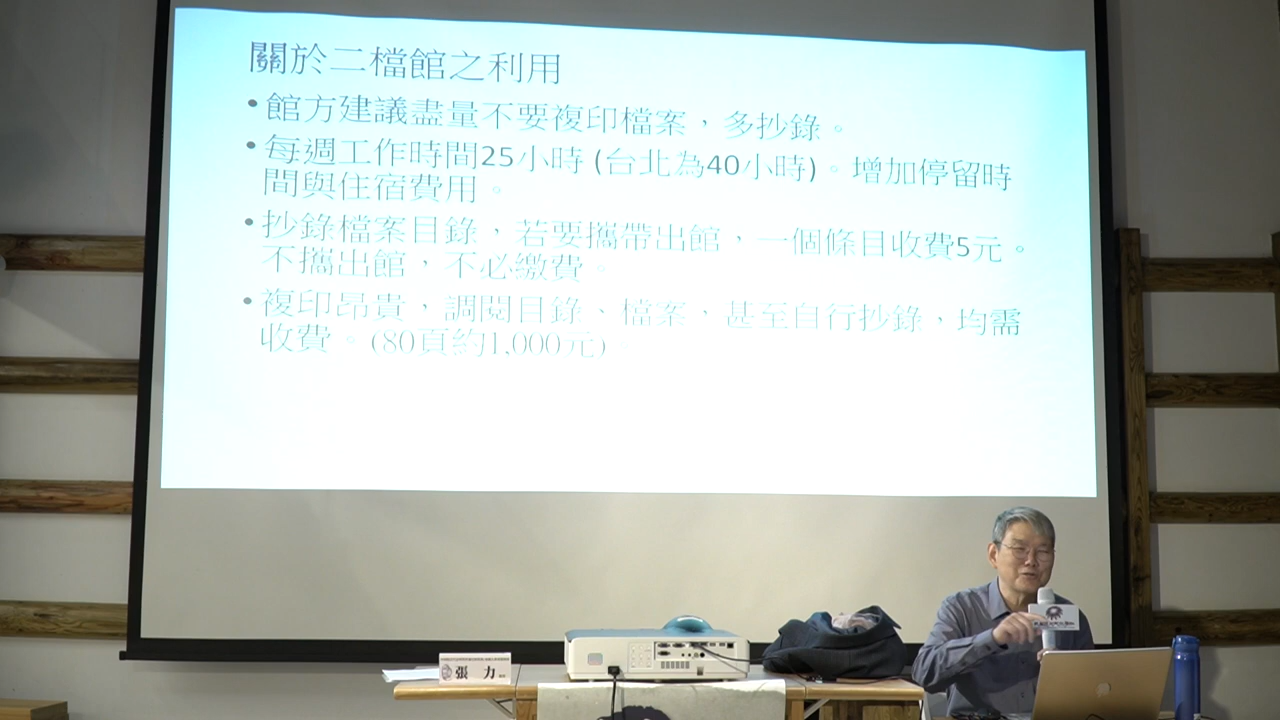 關於二檔館之利用
•館方建議盡量不要複印檔案，多抄錄。
•每週工作時間25小時 (台北為40小時)。增加停留時
間與住宿費用。
•抄錄檔案目錄，若要攜帶出館，一個條目收費5元。
不攜出館，不必繳費。
•複印昂貴，調閱目錄、檔案，甚至自行抄錄，均需
收費。(80頁約1,000元)。
張 力